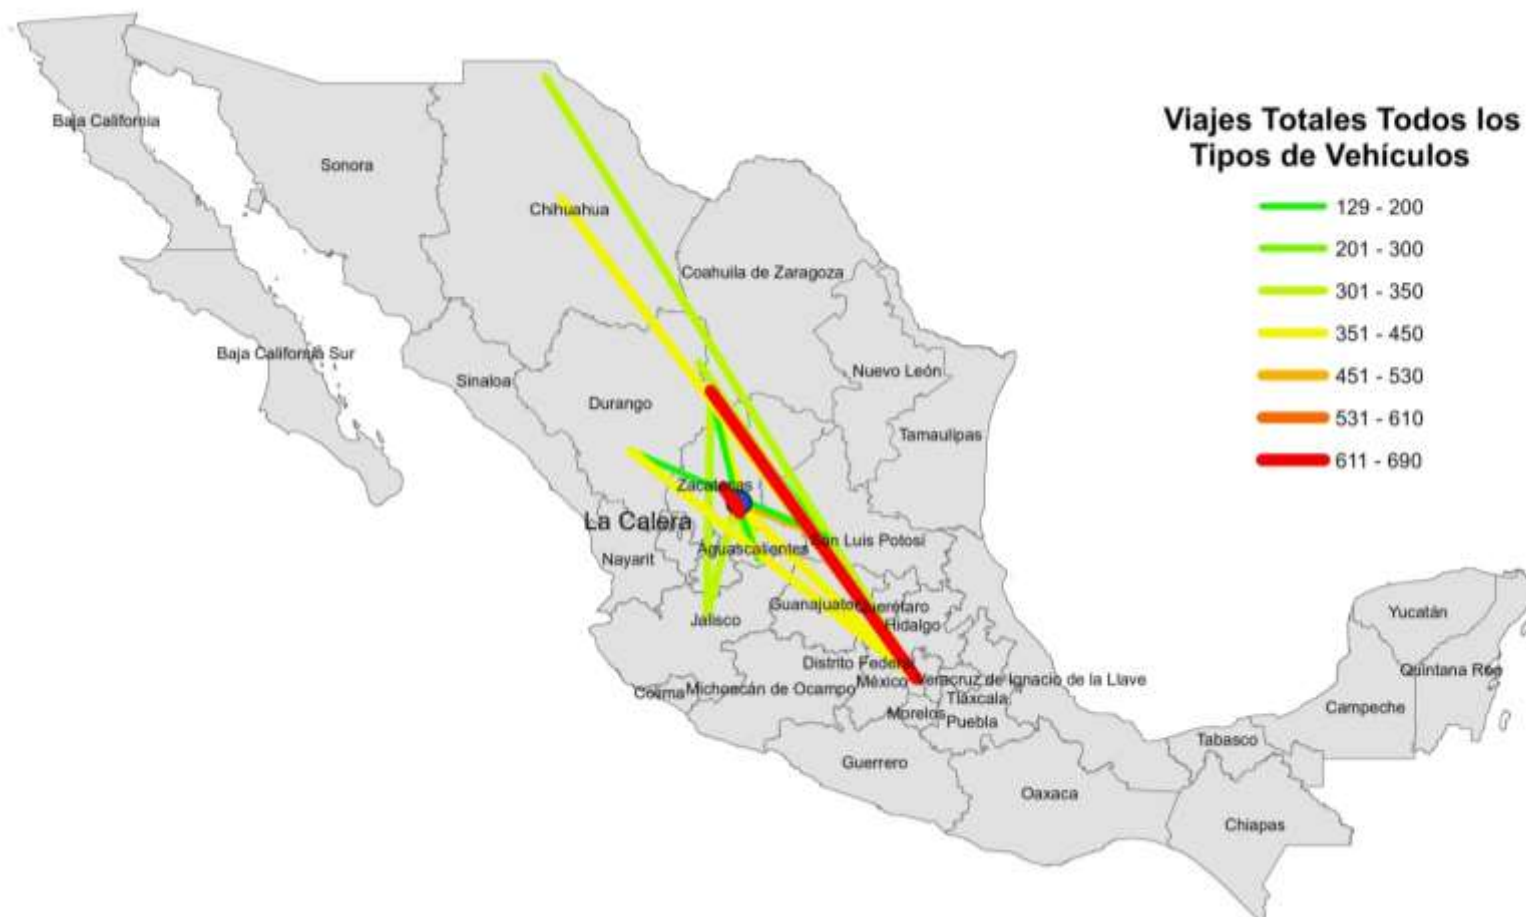 Viajes Totales Todos los
Tipos de Vehículos
129 - 200
201 - 300
301 - 350
351 - 450
451 - 530
531 - 610
611 - 690
Baja California
Sonora
Chihuahua
Coahuila de Zaragoza
Baja California Sur
Sinaloa
Durango
Nuevo León
Tamaulipas
Zacatecas
La Calera
San Luis Potosí
Aguascalientes
Nayarit
Guanajuato
Querétaro
Hidalgo
Jalisco
Yucatán
Distrito Federal
México
Veracruz de Ignacio de la Llave
Quintana Roo
Colima
Michoacán de Ocampo
Tláxcala
Campeche
Morelos
Puebla
Tabasco
Guerrero
Oaxaca
Chiapas